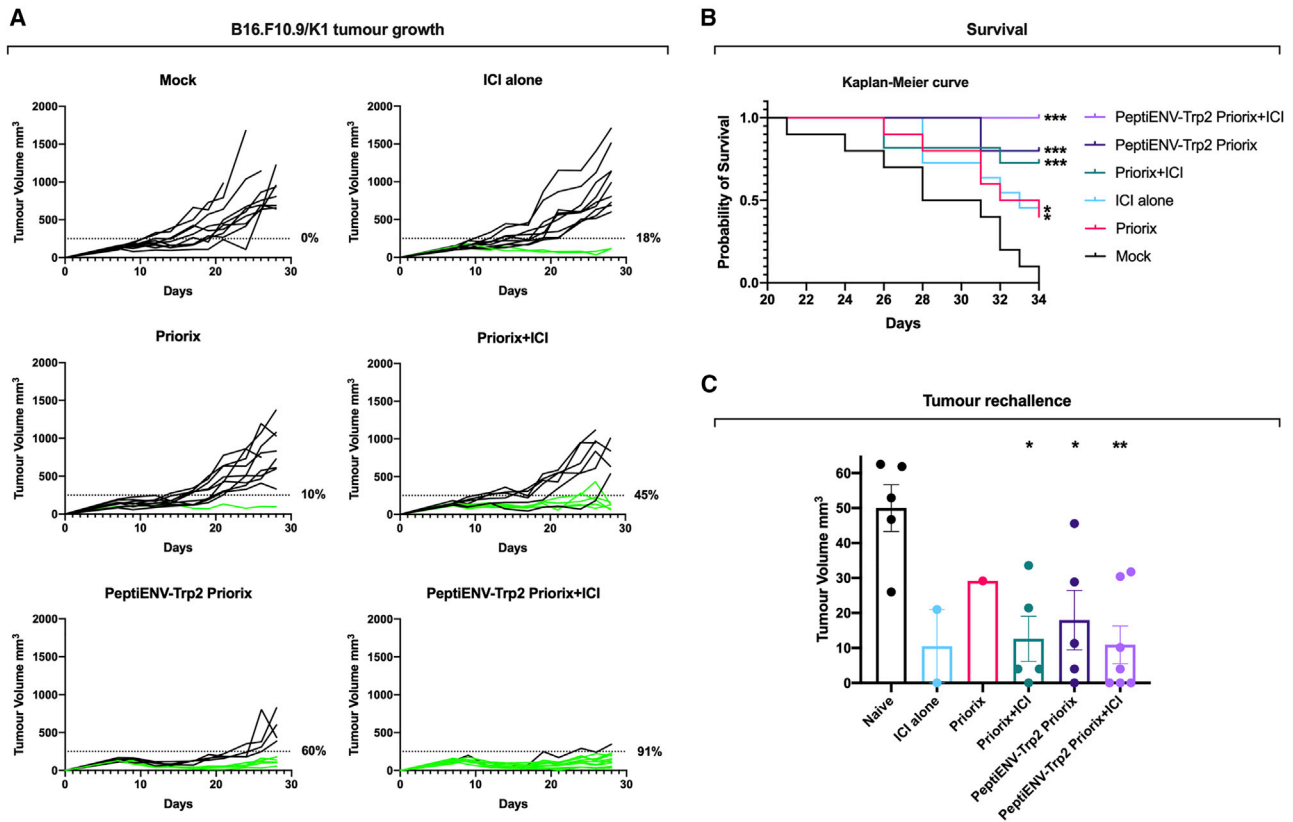 A
B16.F10.9/K1 tumour growth
Mock
Tumour Volume mm³
2000
1500
1000
500
0
0%
0
10
20
30
Days
ICI alone
Tumour Volume mm³
2000
1500
1000
500
0
18%
0
10
20
30
Days
Priorix
Tumour Volume mm³
2000
1500
1000
500
0
10%
0
10
20
30
Days
Priorix+ICI
Tumour Volume mm³
2000
1500
1000
500
0
45%
0
10
20
30
Days
PeptiENV-Trp2 Priorix
Tumour Volume mm³
2000
1500
1000
500
0
60%
0
10
20
30
Days
PeptiENV-Trp2 Priorix+ICI
Tumour Volume mm³
2000
1500
1000
500
0
91%
0
10
20
30
Days
B
Survival
Kaplan-Meier curve
Probability of Survival
1.0
0.5
0.0
20
22
24
26
28
30
32
34
Days
***
***
***
*
*
PeptiENV-Trp2 Priorix+ICI
PeptiENV-Trp2 Priorix
Priorix+ICI
ICI alone
Priorix
Mock
C
Tumour rechallence
* * **
Tumour Volume mm³
60
50
40
30
20
10
0
Naive
ICI alone
Priorix
Priorix+ICI
PeptiENV-Trp2 Priorix
PeptiENV-Trp2 Priorix+ICI